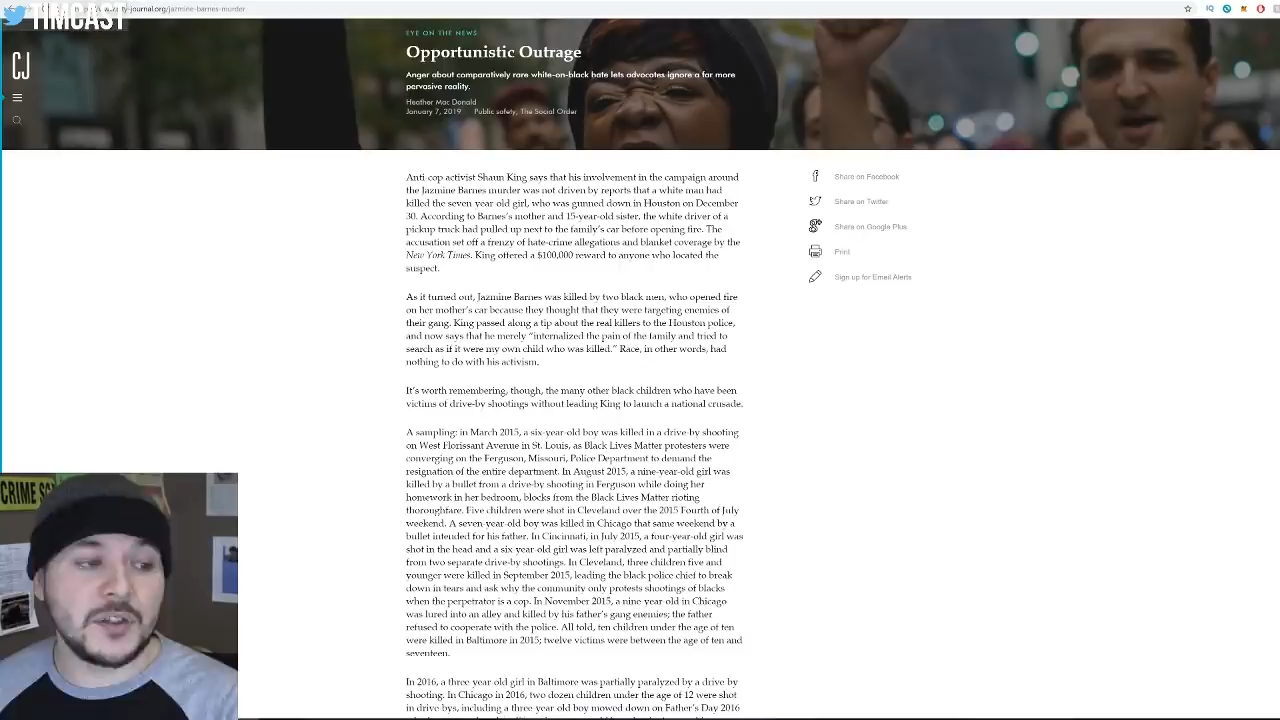 TIMCAST
-journal.org/jazmine-barnes-murder
CJ
EYE ON THE NEWS
Opportunistic Outrage
Anger about comparatively rare white-on-black hate lets advocates ignore a far more
pervasive reality.
Heather Mac Donald
January 7, 2019 Public safety, The Social Order
Anti-cop activist Shaun King says that his involvement in the campaign around
the Jazmine Barnes murder was not driven by reports that a white man had
killed the seven-year-old girl, who was gunned down in Houston on December
30. According to Barnes's mother and 15-year-old sister, the white driver of a
pickup truck had pulled up next to the family's car before opening fire. The
accusation set off a frenzy of hate-crime allegations and blanket coverage by the
New York Times. King offered a $100,000 reward to anyone who located the
suspect.
As it turned out, Jazmine Barnes was killed by two black men, who opened fire
on her mother's car because they thought that they were targeting enemies of
their gang. King passed along a tip about the real killers to the Houston police,
and now says that he merely “internalized the pain of the family and tried to
search as if it were my own child who was killed.” Race, in other words, had
nothing to do with his activism.
It's worth remembering, though, the many other black children who have been
victims of drive-by shootings without leading King to launch a national crusade.
A sampling: in March 2015, a six-year-old boy was killed in a drive-by shooting
on West Florissant Avenue in St. Louis, as Black Lives Matter protesters were
converging on the Ferguson, Missouri, Police Department to demand the
resignation of the entire department. In August 2015, a nine-year-old girl was
killed by a bullet from a drive-by shooting in Ferguson while doing her
homework in her bedroom, blocks from the Black Lives Matter rioting
thoroughfare. Five children were shot in Cleveland over the 2015 Fourth of July
weekend. A seven-year-old boy was killed in Chicago that same weekend by a
bullet intended for his father. In Cincinnati, in July 2015, a four-year-old girl was
shot in the head and a six-year-old girl was left paralyzed and partially blind
from two separate drive-by shootings. In Cleveland, three children five and
younger were killed in September 2015, leading the black police chief to break
down in tears and ask why the community only protests shootings of blacks
when the perpetrator is a cop. In November 2015, a nine-year-old in Chicago
was lured into an alley and killed by his father's gang enemies; the father
refused to cooperate with the police. All told, ten children under the age of ten
were killed in Baltimore in 2015; twelve victims were between the age of ten and
seventeen.
In 2016, a three-year-old girl in Baltimore was partially paralyzed by a drive-by
shooting. In Chicago in 2016, two dozen children under the age of 12 were shot
in drive-bys, including a three-year-old boy mowed down on Father's Day 2016
Share on Facebook
Share on Twitter
Share on Google Plus
Print
Sign up for Email Alerts
CRIME SC